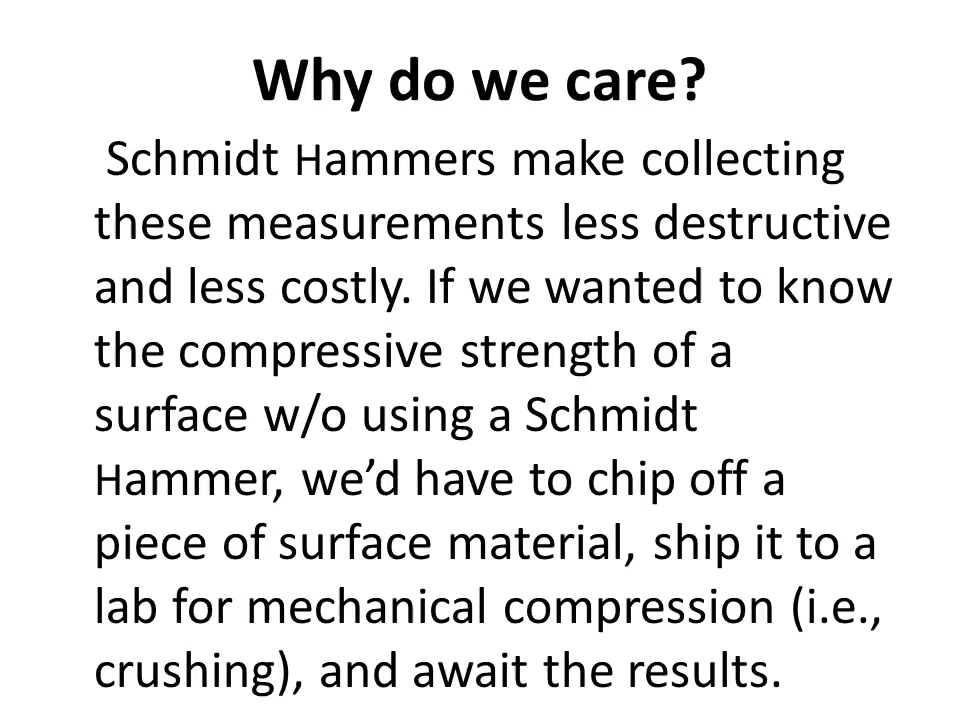 Why do we care?
Schmidt Hammers make collecting
these measurements less destructive
and less costly. If we wanted to know
the compressive strength of a
surface w/o using a Schmidt
Hammer, we’d have to chip off a
piece of surface material, ship it to a
lab for mechanical compression (i.e.,
crushing), and await the results.